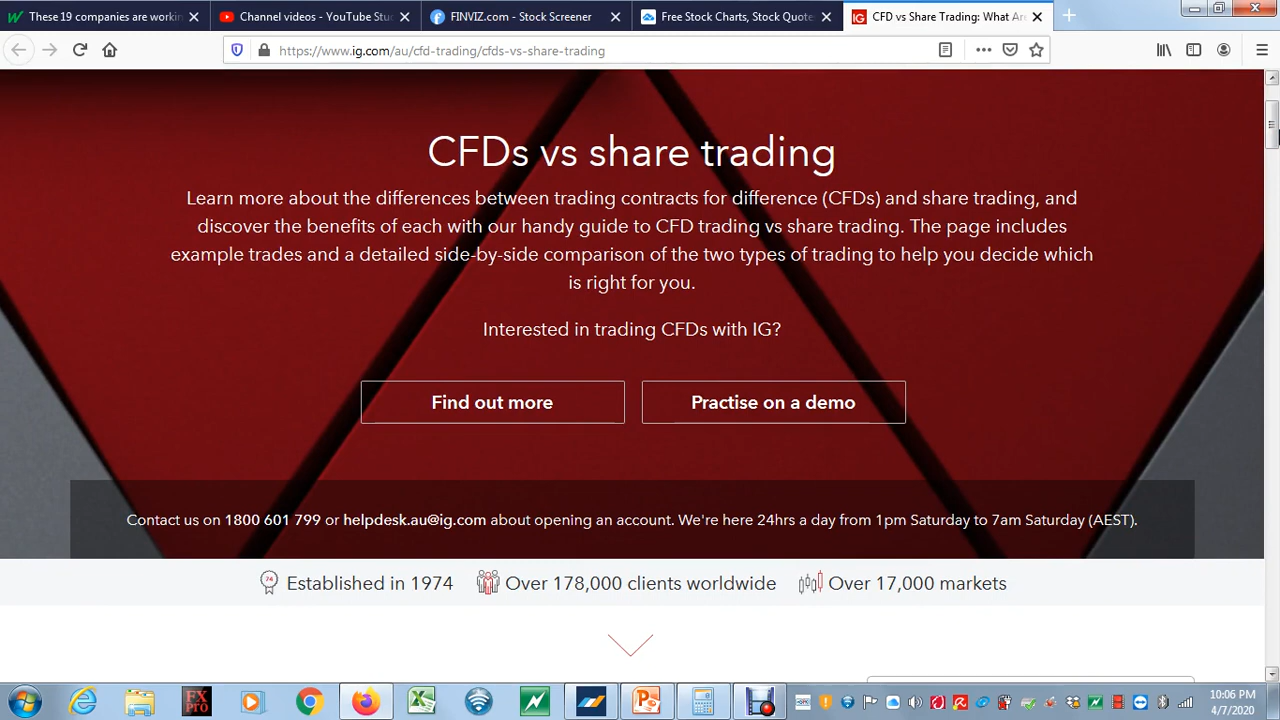 These 19 companies are workin
Channel videos - YouTube Stu
FINVIZ.com - Stock Screener
Free Stock Charts, Stock Quote
IG
CFD vs Share Trading: What Ar
https://www.ig.com/au/cfd-trading/cfds-vs-share-trading
CFDs vs share trading
Learn more about the differences between trading contracts for difference (CFDs) and share trading, and
discover the benefits of each with our handy guide to CFD trading vs share trading. The page includes
example trades and a detailed side-by-side comparison of the two types of trading to help you decide which
is right for you.
Interested in trading CFDs with IG?
Find out more
Practise on a demo
Contact us on 1800 601 799 or helpdesk.au@ig.com about opening an account. We're here 24hrs a day from 1pm Saturday to 7am Saturday (AEST).
74
Established in 1974
Over 178,000 clients worldwide
Over 17,000 markets
FX
PRO
10:06 PM
4/7/2020